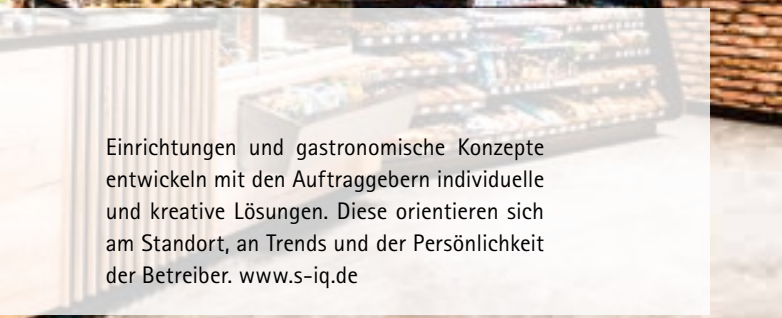 Einrichtungen und gastronomische Konzepte
entwickeln mit den Auftraggebern individuelle
und kreative Lösungen. Diese orientieren sich
am Standort, an Trends und der Persönlichkeit
der Betreiber. www.s-iq.de